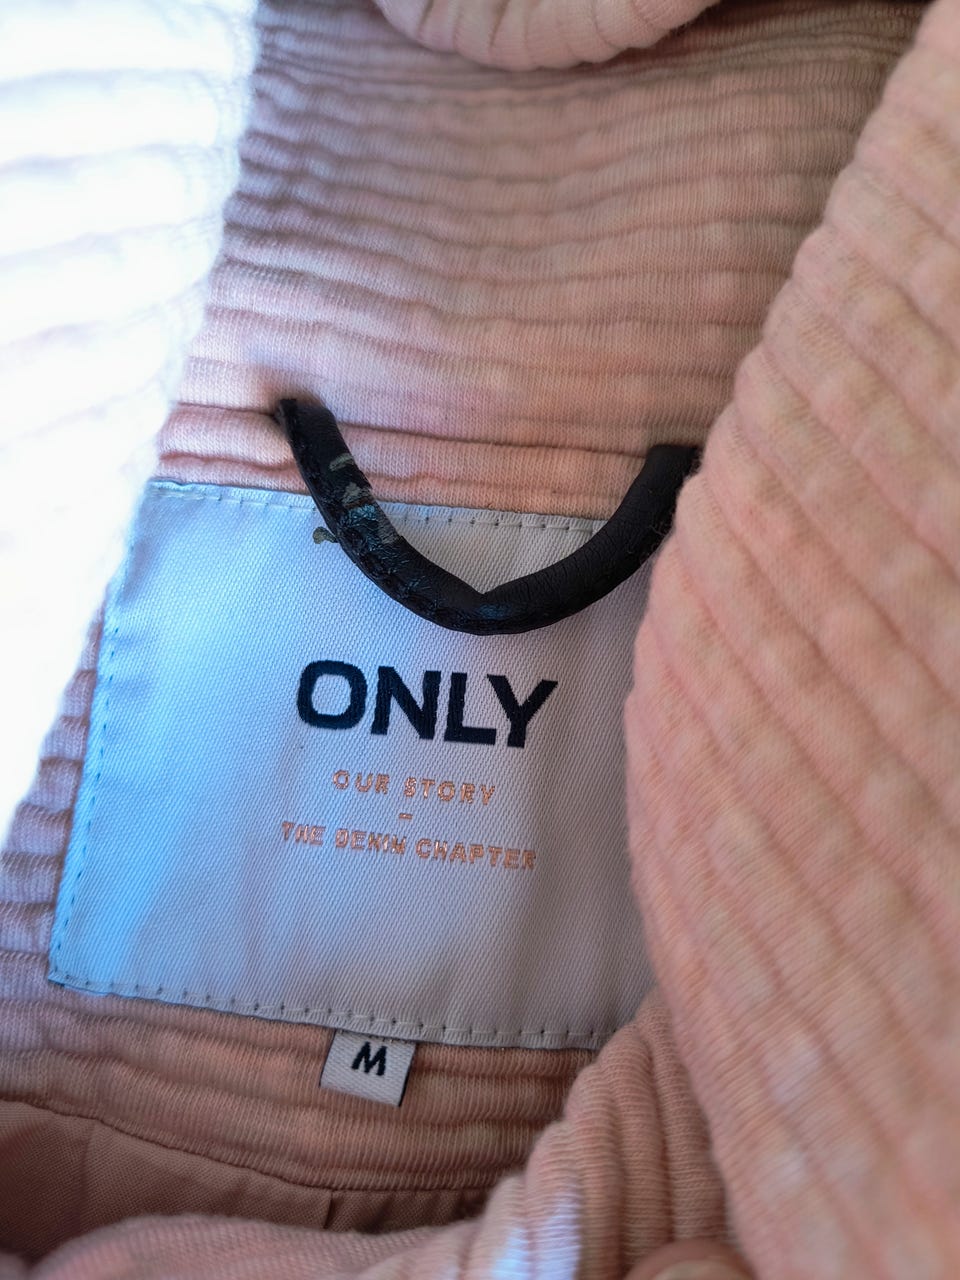 ONLY
OUR STORY
–
THE DENIM CHAPTER
M